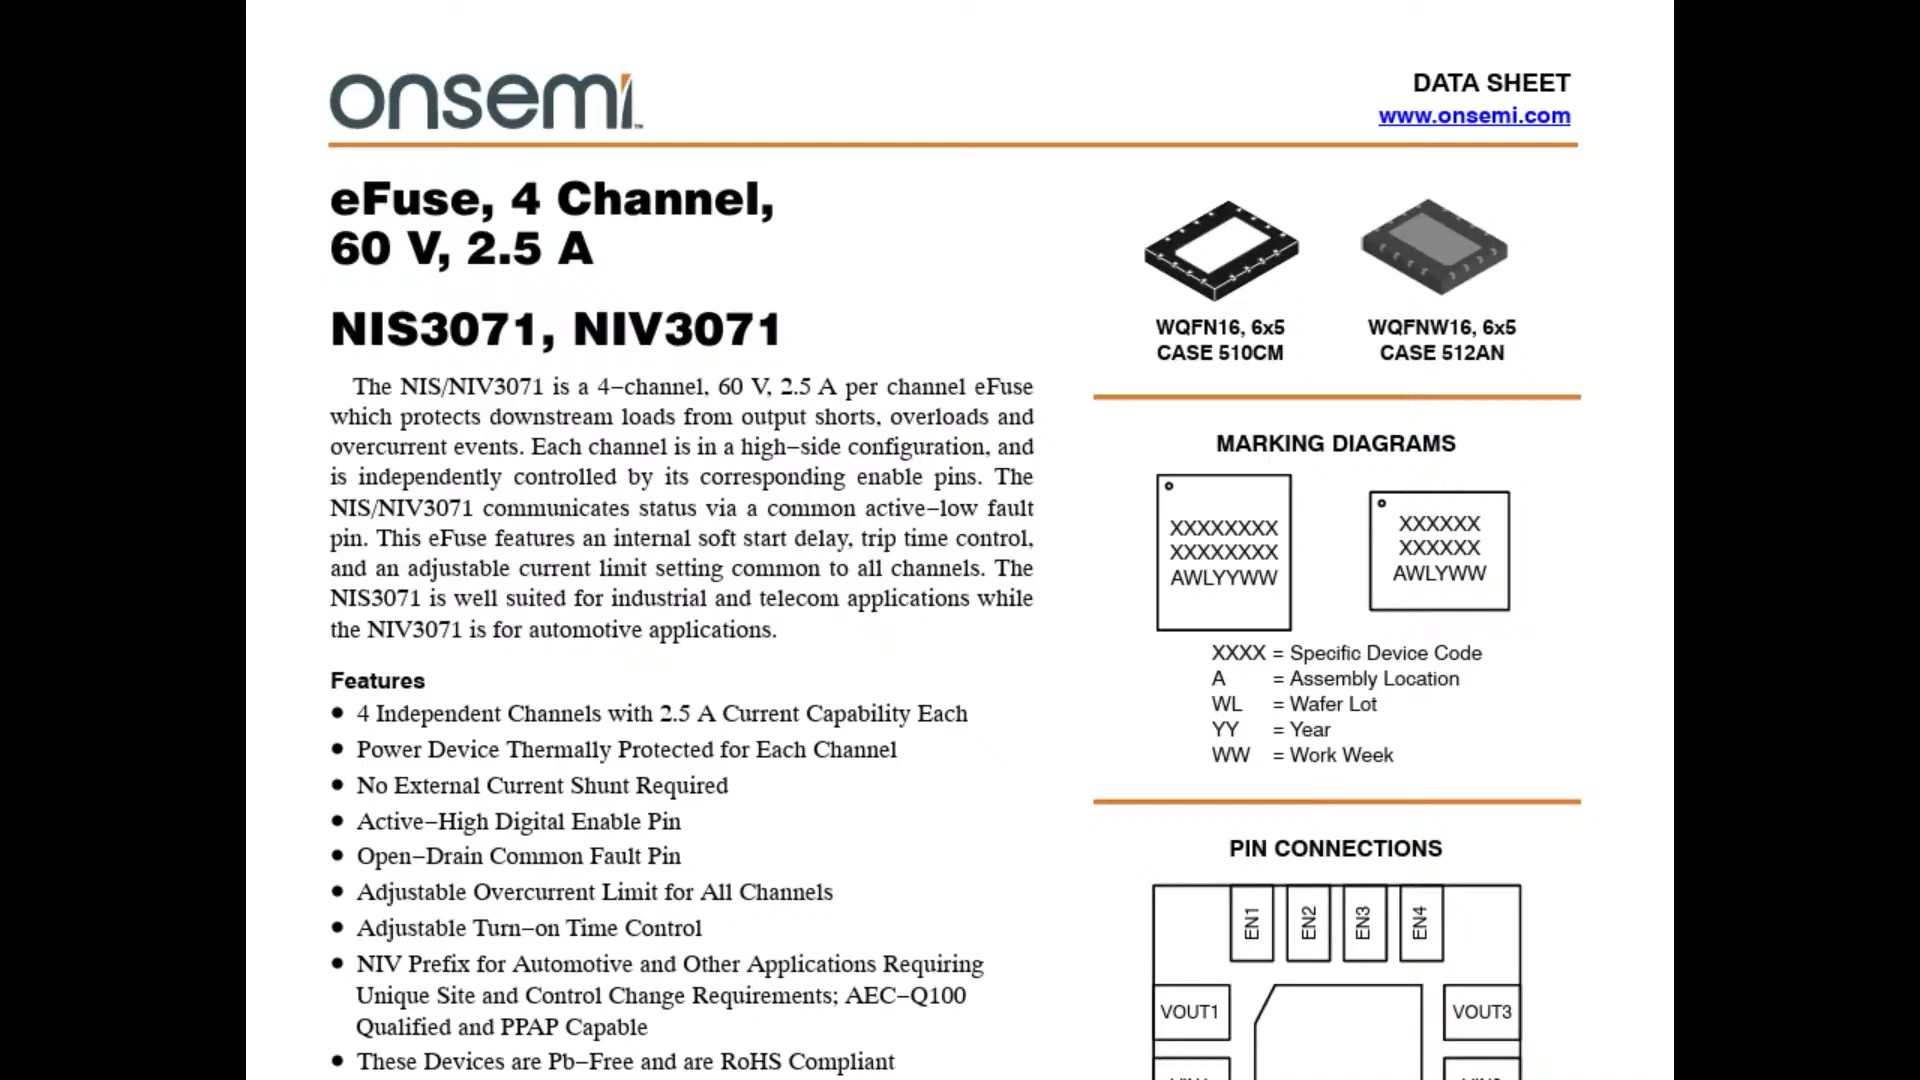 onsemi™
DATA SHEET
www.onsemi.com
eFuse, 4 Channel,
60 V, 2.5 A
NIS3071, NIV3071
The NIS/NIV3071 is a 4−channel, 60 V, 2.5 A per channel eFuse
which protects downstream loads from output shorts, overloads and
overcurrent events. Each channel is in a high−side configuration, and
is independently controlled by its corresponding enable pins. The
NIS/NIV3071 communicates status via a common active−low fault
pin. This eFuse features an internal soft start delay, trip time control,
and an adjustable current limit setting common to all channels. The
NIS3071 is well suited for industrial and telecom applications while
the NIV3071 is for automotive applications.
Features
• 4 Independent Channels with 2.5 A Current Capability Each
• Power Device Thermally Protected for Each Channel
• No External Current Shunt Required
• Active−High Digital Enable Pin
• Open−Drain Common Fault Pin
• Adjustable Overcurrent Limit for All Channels
• Adjustable Turn−on Time Control
• NIV Prefix for Automotive and Other Applications Requiring
Unique Site and Control Change Requirements; AEC−Q100
Qualified and PPAP Capable
• These Devices are Pb−Free and are RoHS Compliant
WQFN16, 6x5
CASE 510CM
WQFNW16, 6x5
CASE 512AN
MARKING DIAGRAMS
XXXXXXXX
XXXXXXXX
AWLYYWW
XXXXXX
XXXXXX
AWLYWW
XXXX = Specific Device Code
A = Assembly Location
WL = Wafer Lot
YY = Year
WW = Work Week
PIN CONNECTIONS
EN1
EN2
EN3
EN4
VOUT1
VOUT3